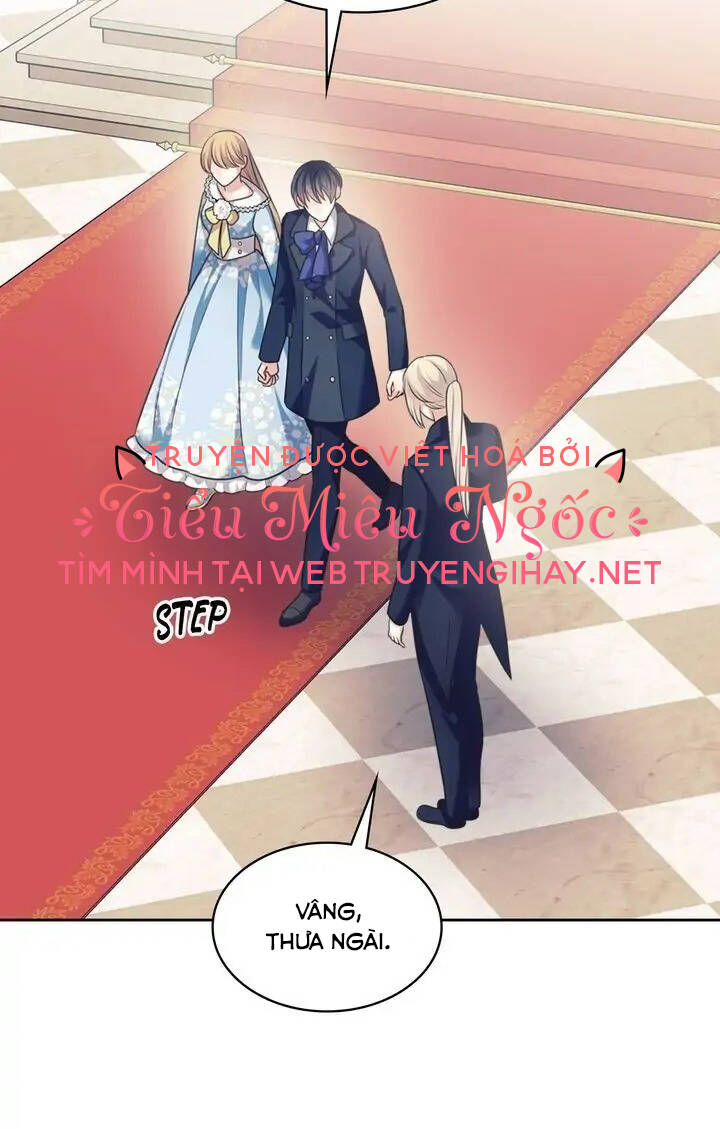 TRUYỆN ĐƯỢC VIỆT HOÁ BỞI
Tiểu Miêu Ngốc
TÌM MÌNH TẠI WEB TRUYENGIHAY.NET
STEP
VÂNG,
THƯA NGÀI.